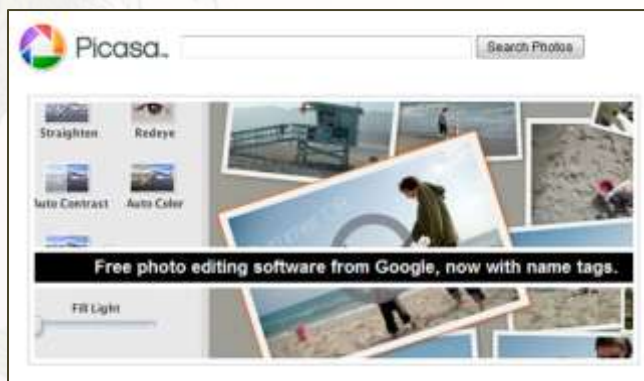 Picasa™ Search Photos
Straighten Redeye
Auto Contrast Auto Color
Free photo editing software from Google, now with name tags.
Fill Light